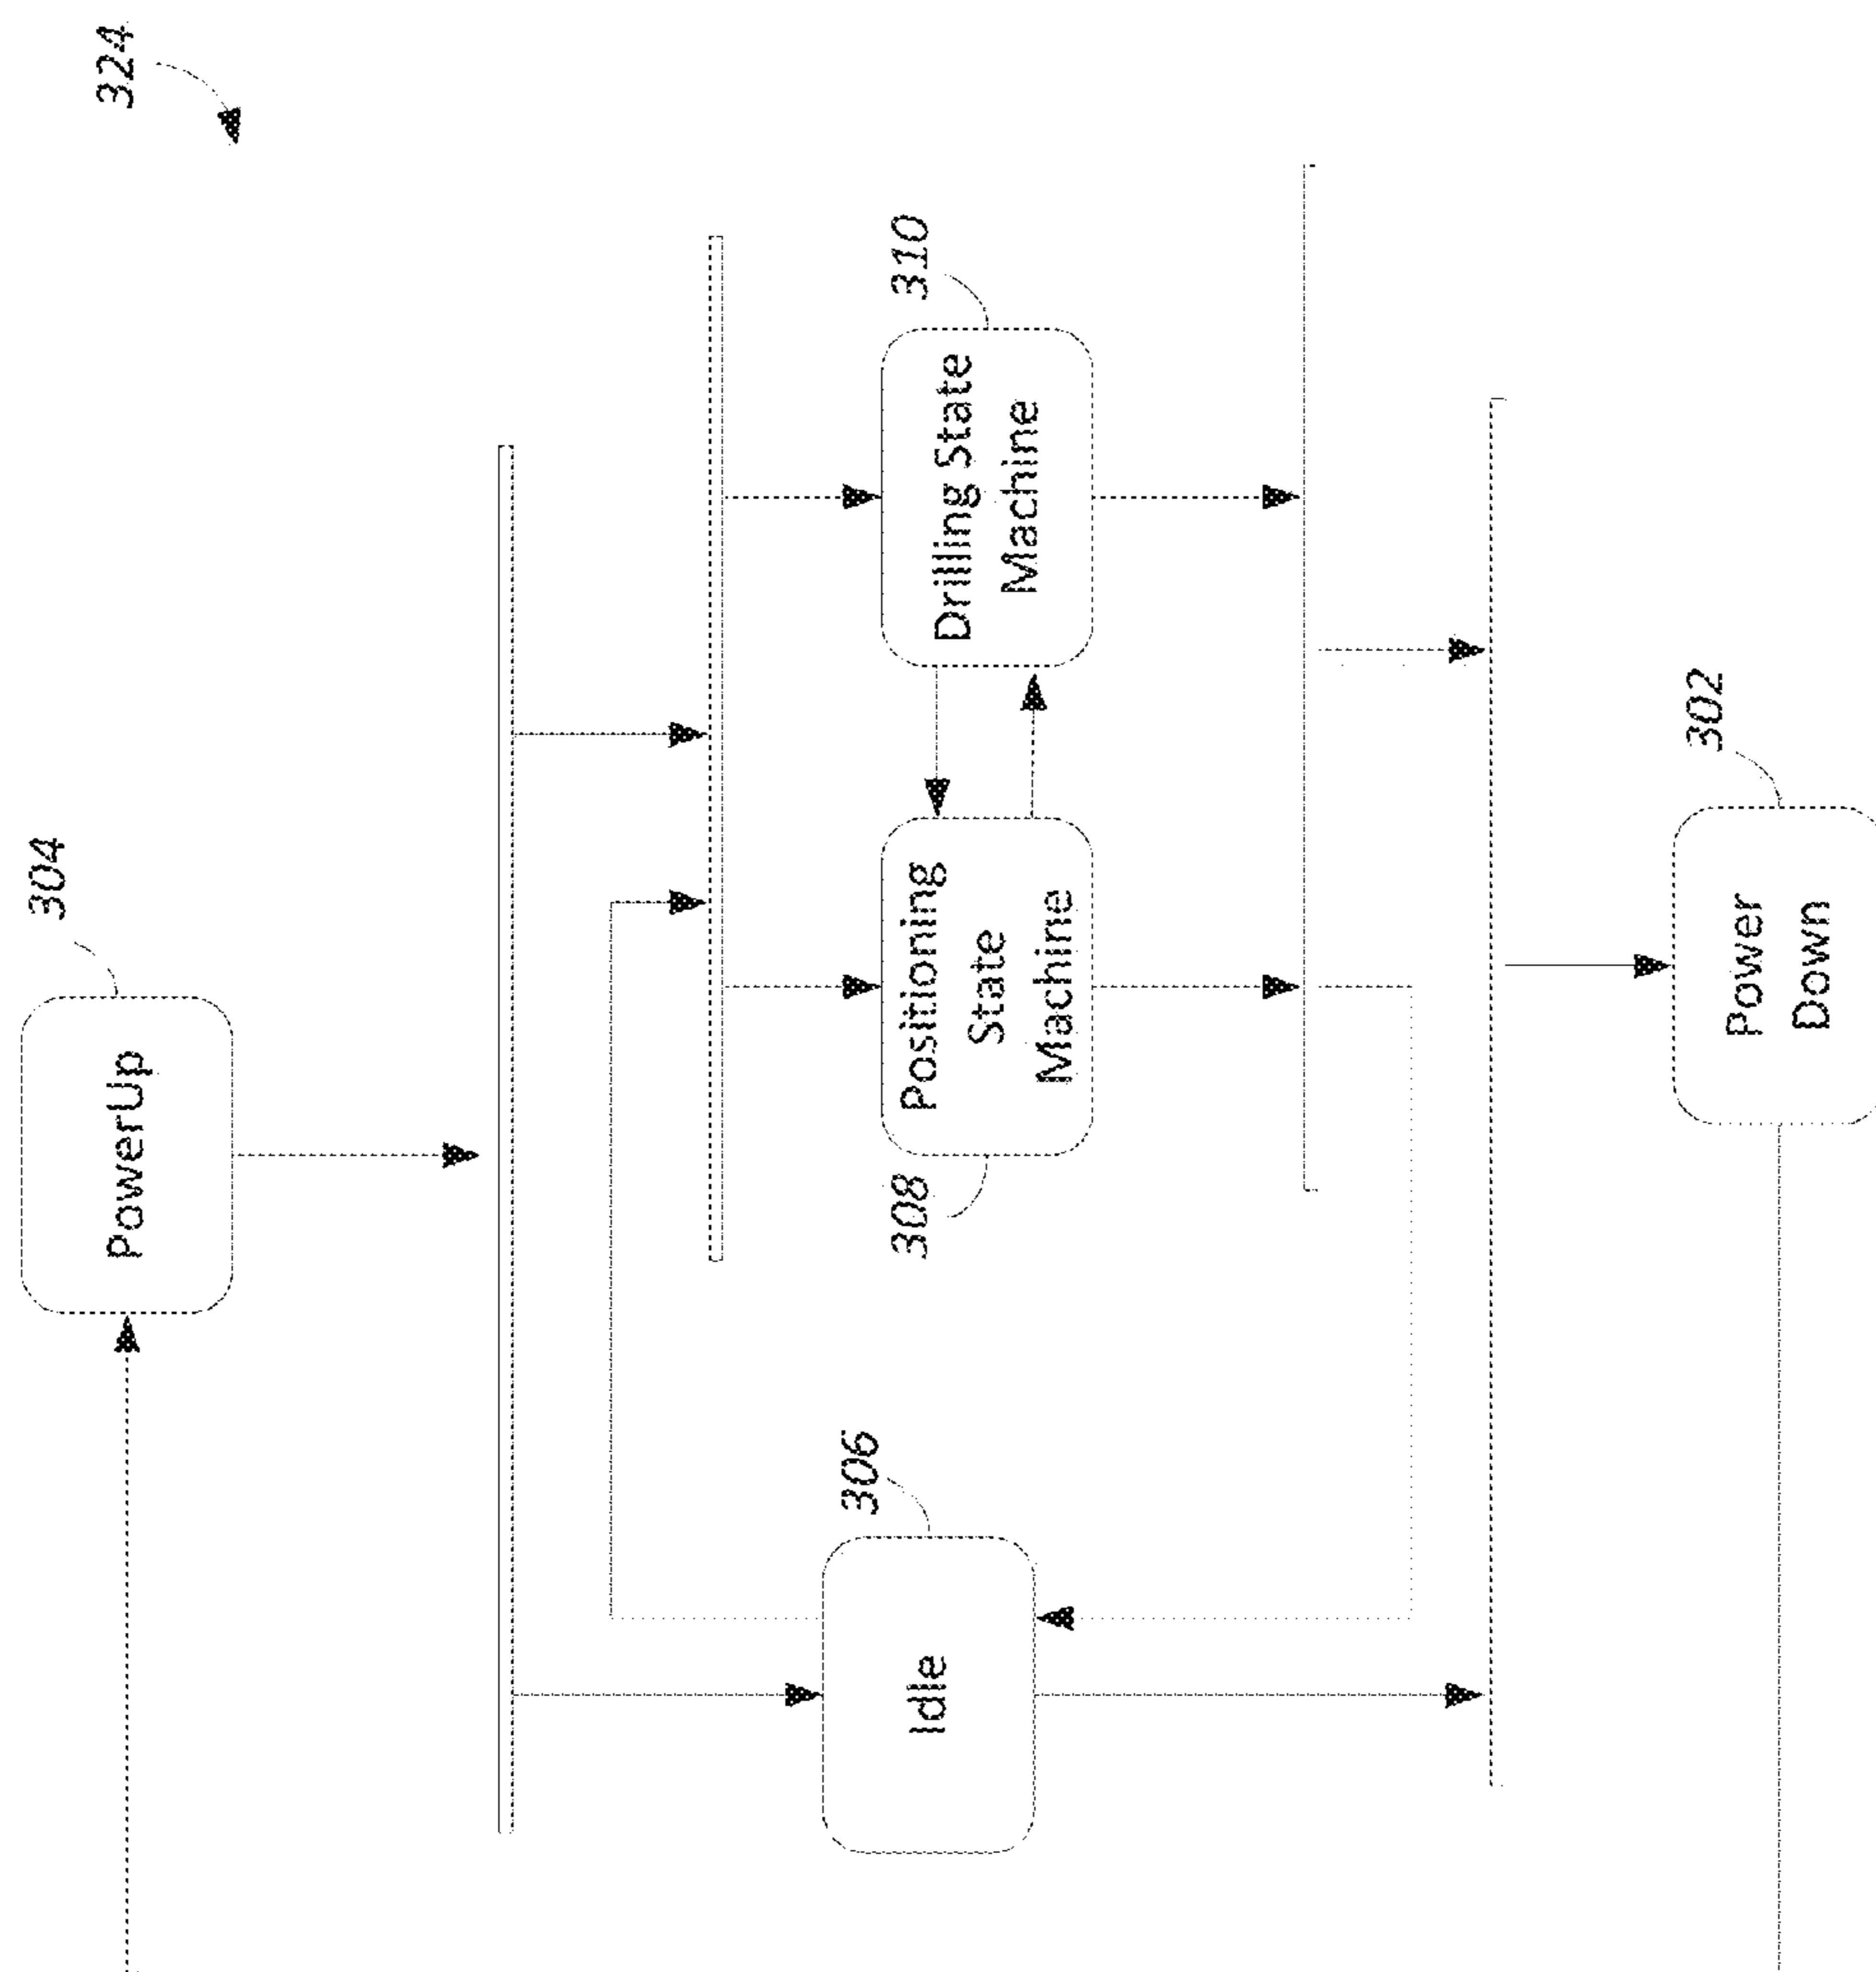 324
304
PowerUp
310
Drilling State
Machine
308
Positioning
State
Machine
306
Idle
302
Power
Down